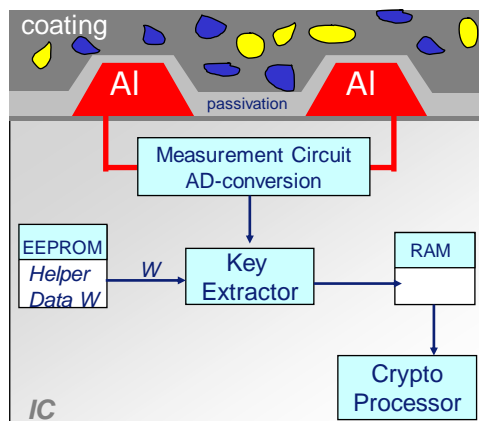 coating
Al
Al
passivation
Measurement Circuit
AD-conversion
EEPROM
Helper
Data W
W
Key
Extractor
RAM
Crypto
Processor
IC